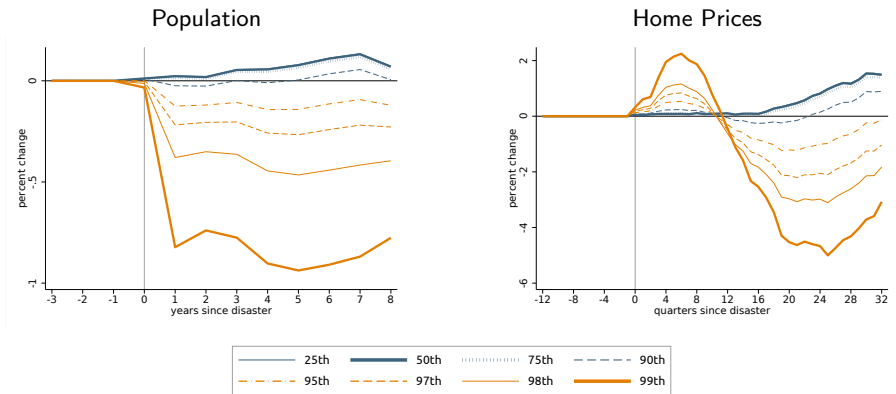 Population
Home Prices
percent change
0
-.5
-1
-3 -2 -1 0 1 2 3 4 5 6 7 8
years since disaster
percent change
2
0
-2
-4
-6
-12 -8 -4 0 4 8 12 16 20 24 28 32
quarters since disaster
25th 50th 75th 90th
95th 97th 98th 99th